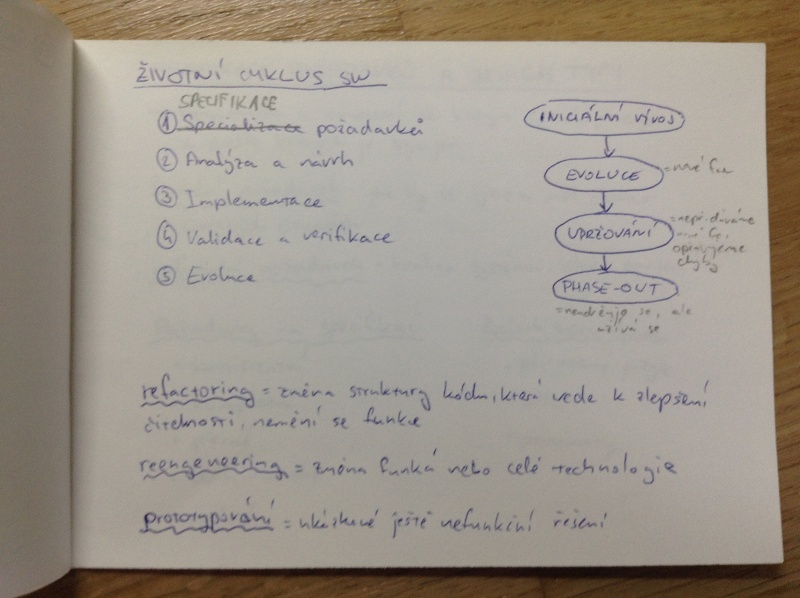 ŽIVOTNÍ CYKLUS SW
SPECIFIKACE
① Specializace požadavků
② Analýza a návrh
③ Implementace
④ Validace a verifikace
⑤ Evoluce
INICIÁLNÍ VÝVOJ
EVOLUCE
= nové fce
UDRŽOVÁNÍ
= nepřidáváme
nové fce,
opravujeme
chyby
PHASE-OUT
= neudržuje se, ale
užívá se
refactoring = změna struktury kódu, která vede k zlepšení
čitelnosti, nemění se funkce
reengeneering = změna funkcí nebo celé technologie
prototypování = ukázkové ještě nefunkční řešení